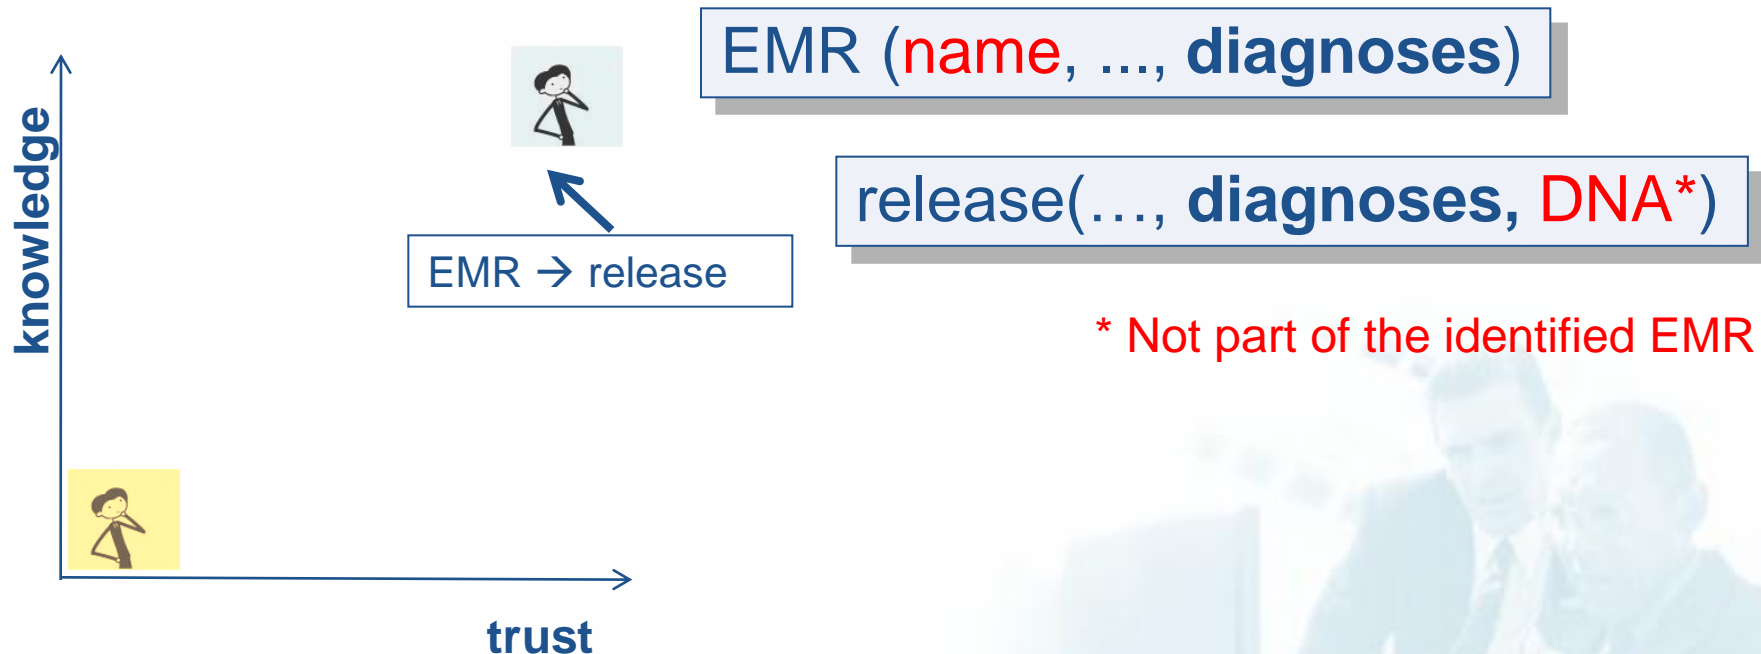 EMR (name, ..., diagnoses)
knowledge
release(…, diagnoses, DNA*)
EMR → release
* Not part of the identified EMR
trust